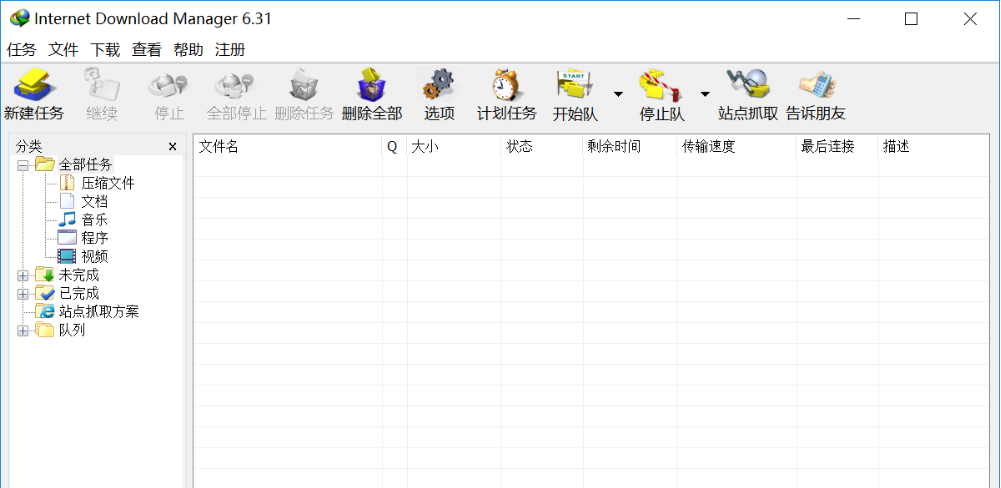 Internet Download Manager 6.31
任务 文件 下载 查看 帮助 注册
START
新建任务 继续 停止 全部停止 删除任务 删除全部 选项 计划任务 开始队 停止队 站点抓取 告诉朋友
分类
文件名 Q 大小 状态 剩余时间 传输速度 最后连接 描述
全部任务
压缩文件
文档
音乐
程序
视频
未完成
已完成
站点抓取方案
队列